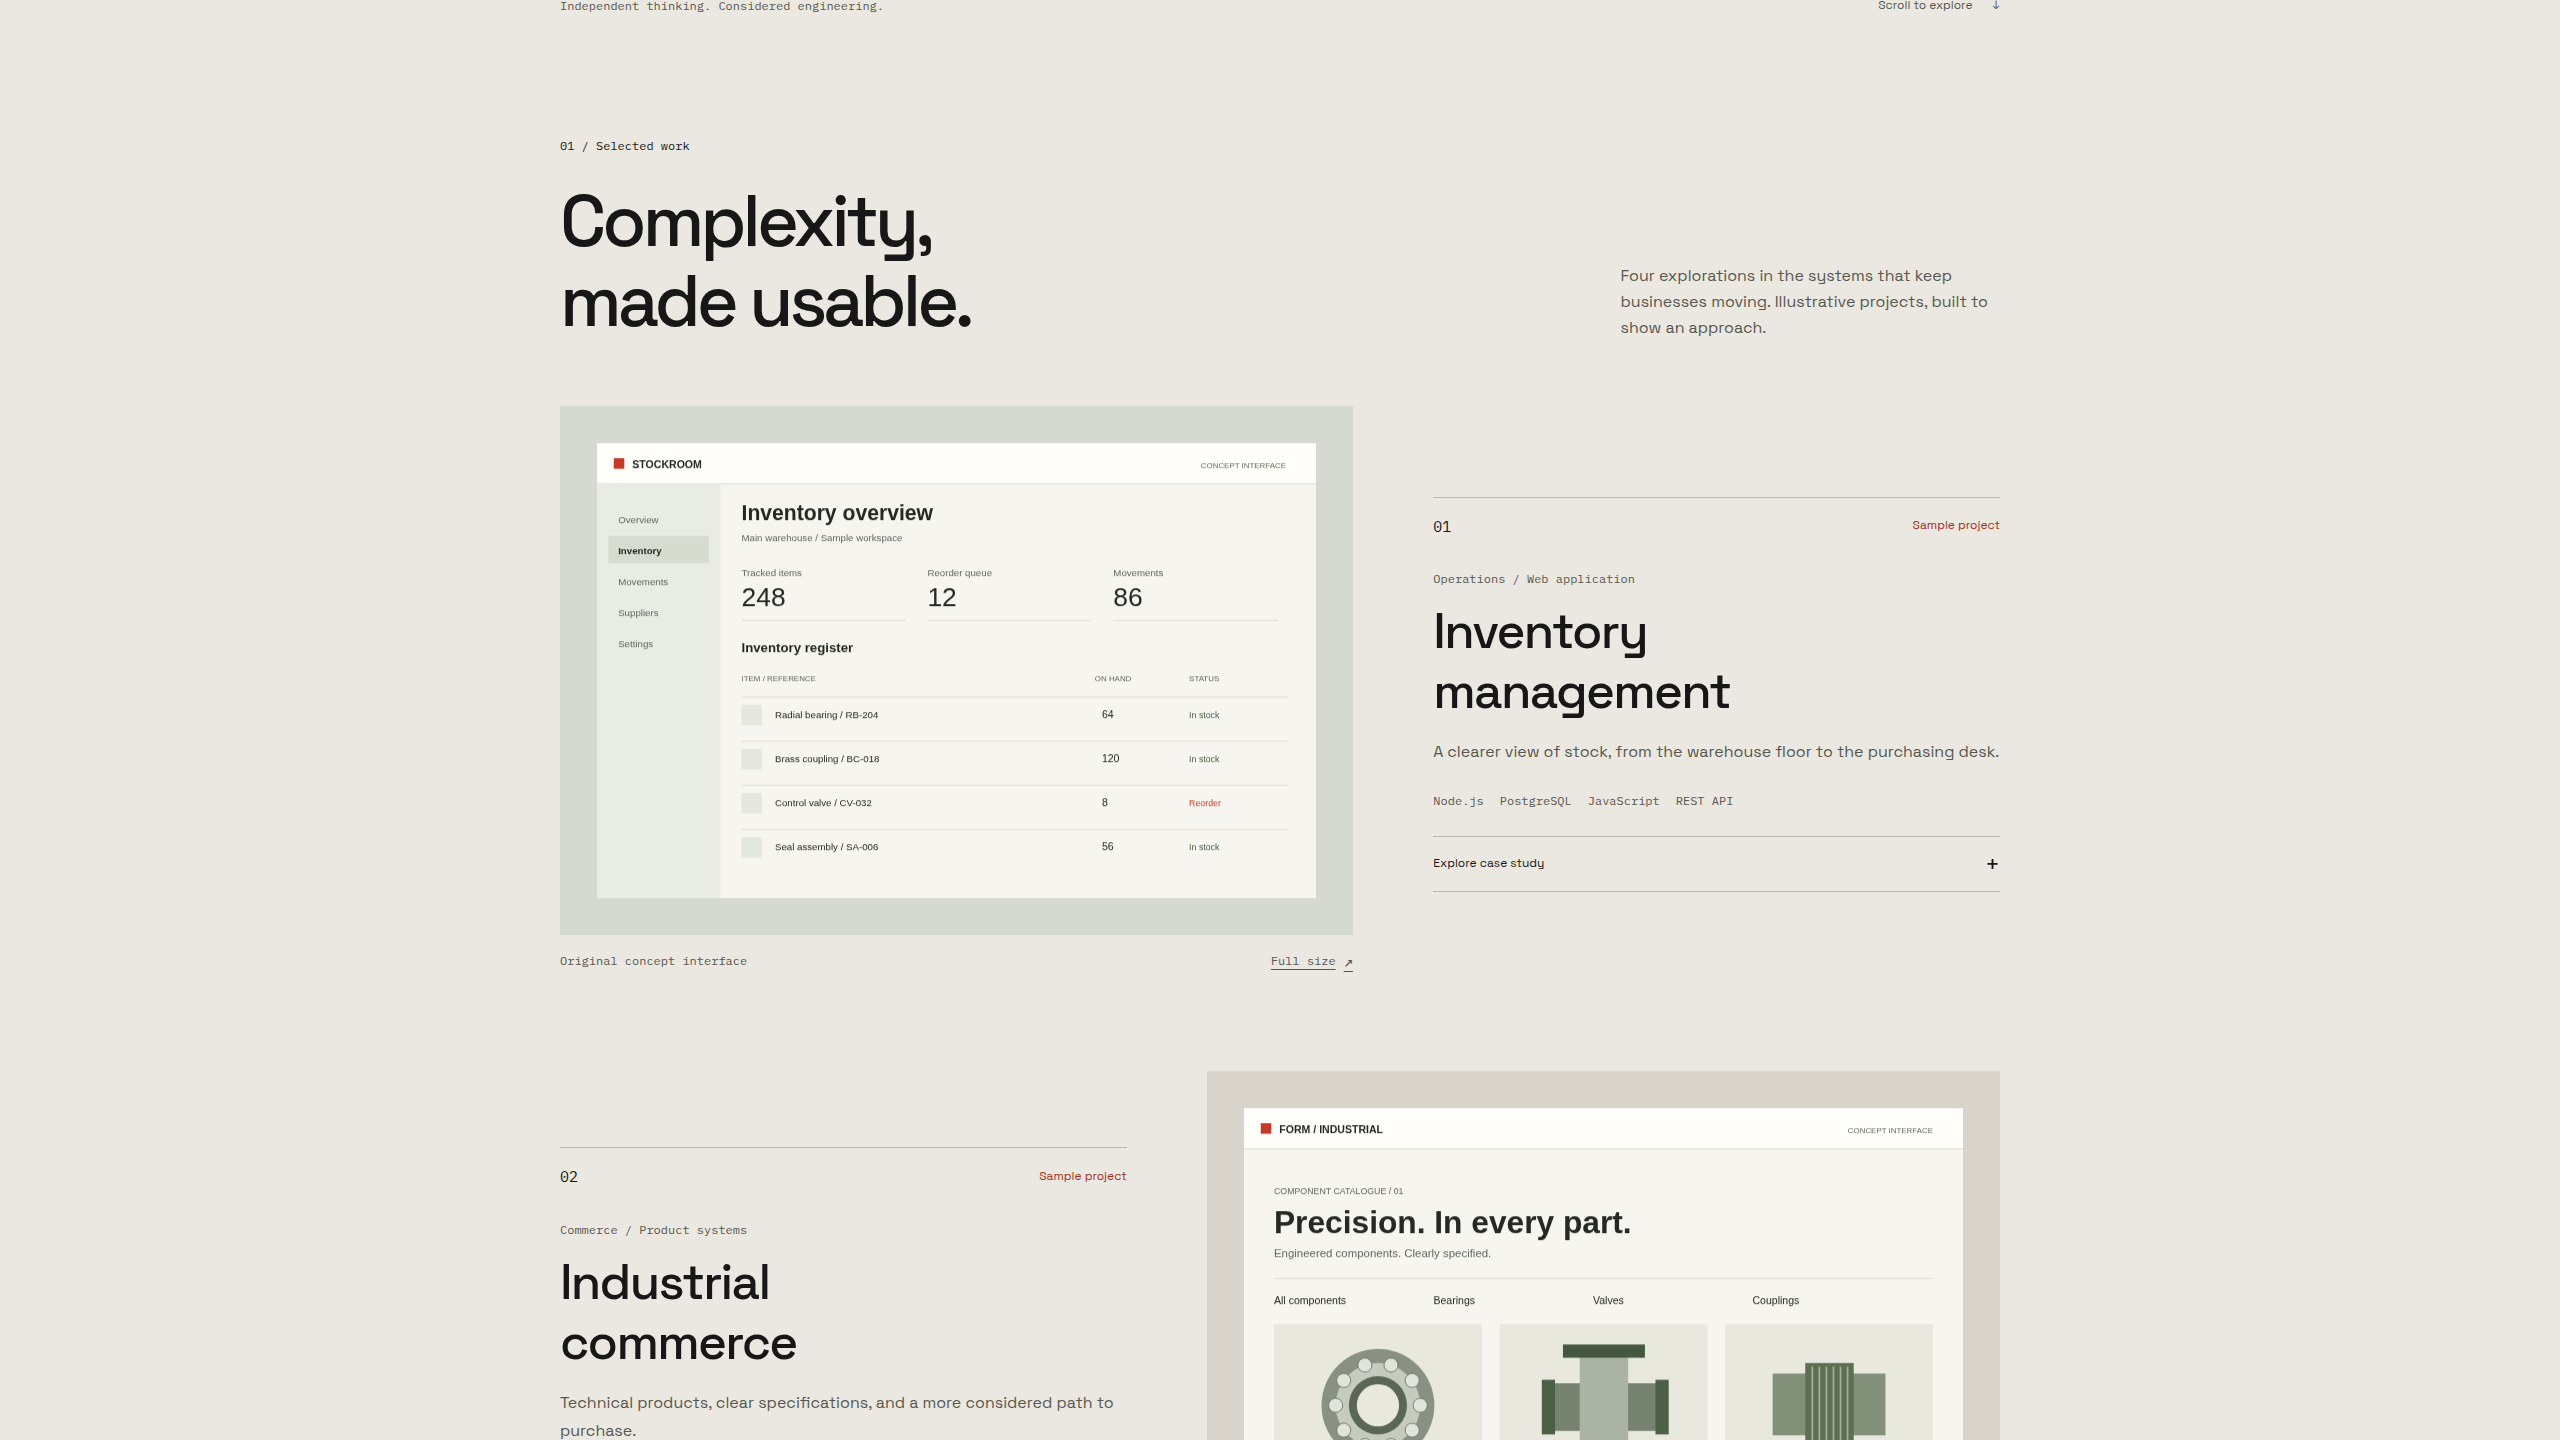 Independent thinking. Considered engineering.
Scroll to explore ↓
01 / Selected work
Complexity,
made usable.
Four explorations in the systems that keep
businesses moving. Illustrative projects, built to
show an approach.
STOCKROOM
CONCEPT INTERFACE
Overview
Inventory
Movements
Suppliers
Settings
Inventory overview
Main warehouse / Sample workspace
Tracked items
248
Reorder queue
12
Movements
86
Inventory register
ITEM / REFERENCE ON HAND STATUS
Radial bearing / RB-204 64 In stock
Brass coupling / BC-018 120 In stock
Control valve / CV-032 8 Reorder
Seal assembly / SA-006 56 In stock
Original concept interface
Full size ↗
01
Sample project
Operations / Web application
Inventory
management
A clearer view of stock, from the warehouse floor to the purchasing desk.
Node.js PostgreSQL JavaScript REST API
Explore case study +
02
Sample project
Commerce / Product systems
Industrial
commerce
Technical products, clear specifications, and a more considered path to
purchase.
FORM / INDUSTRIAL
CONCEPT INTERFACE
COMPONENT CATALOGUE / 01
Precision. In every part.
Engineered components. Clearly specified.
All components Bearings Valves Couplings